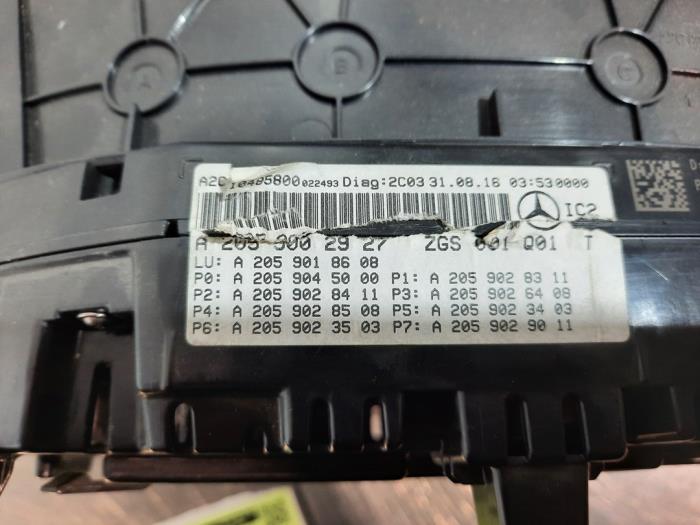 A B C
A2C10495800 022493 Diag:2C03 31.08.16 03:530000
IC2
A 205 900 29 27 ZGS 001 Q01 T
LU: A 205 901 86 08
P0: A 205 904 50 00 P1: A 205 902 83 11
P2: A 205 902 84 11 P3: A 205 902 64 08
P4: A 205 902 85 08 P5: A 205 902 34 03
P6: A 205 902 35 03 P7: A 205 902 90 11